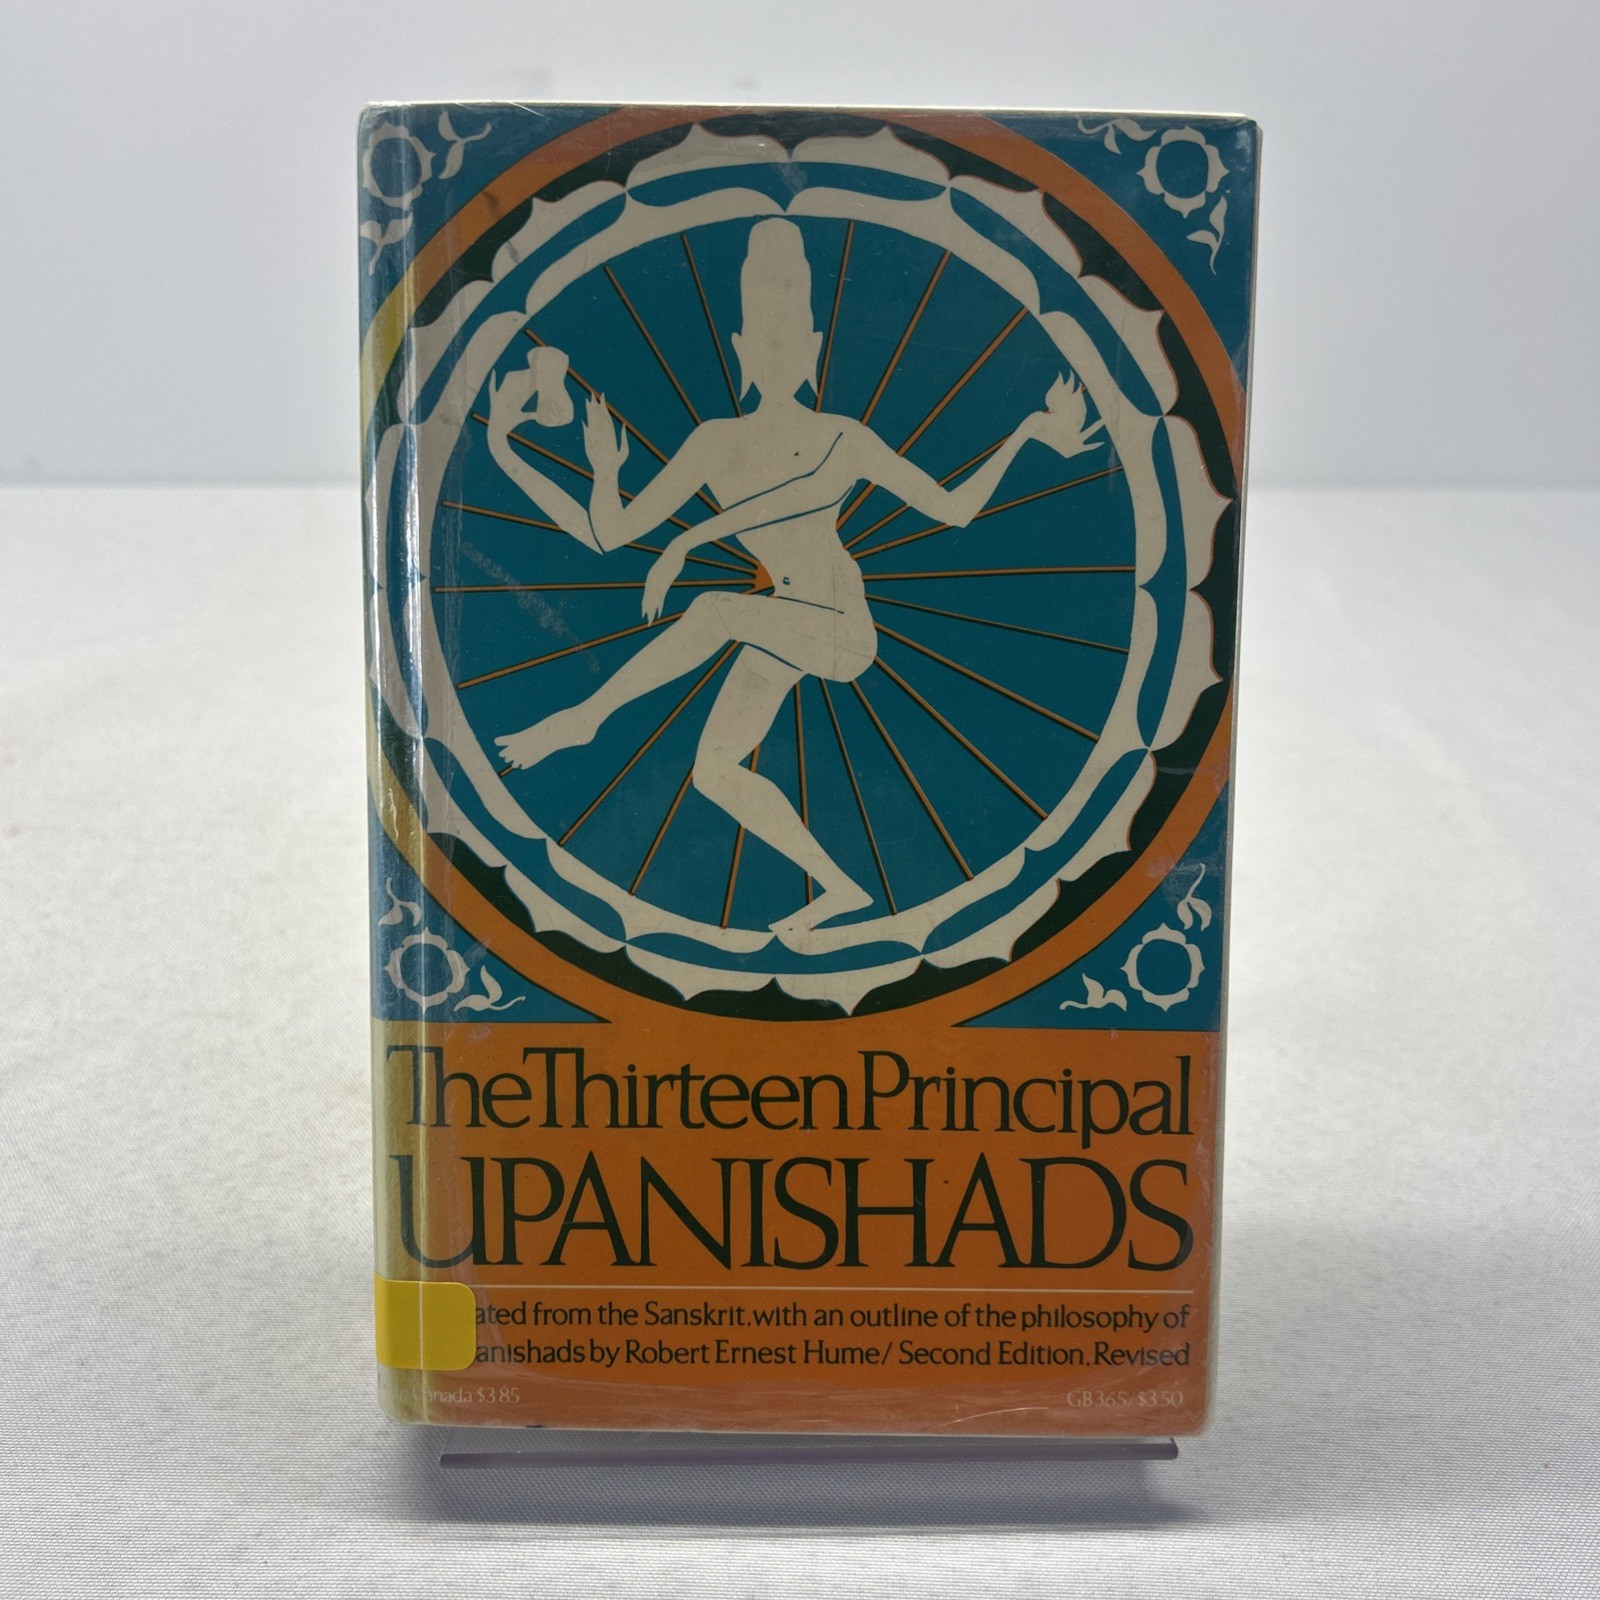 The Thirteen Principal
UPANISHADS
ated from the Sanskrit, with an outline of the philosophy of
anishads by Robert Ernest Hume/ Second Edition, Revised
In Canada $3.85
GB365/$3.50